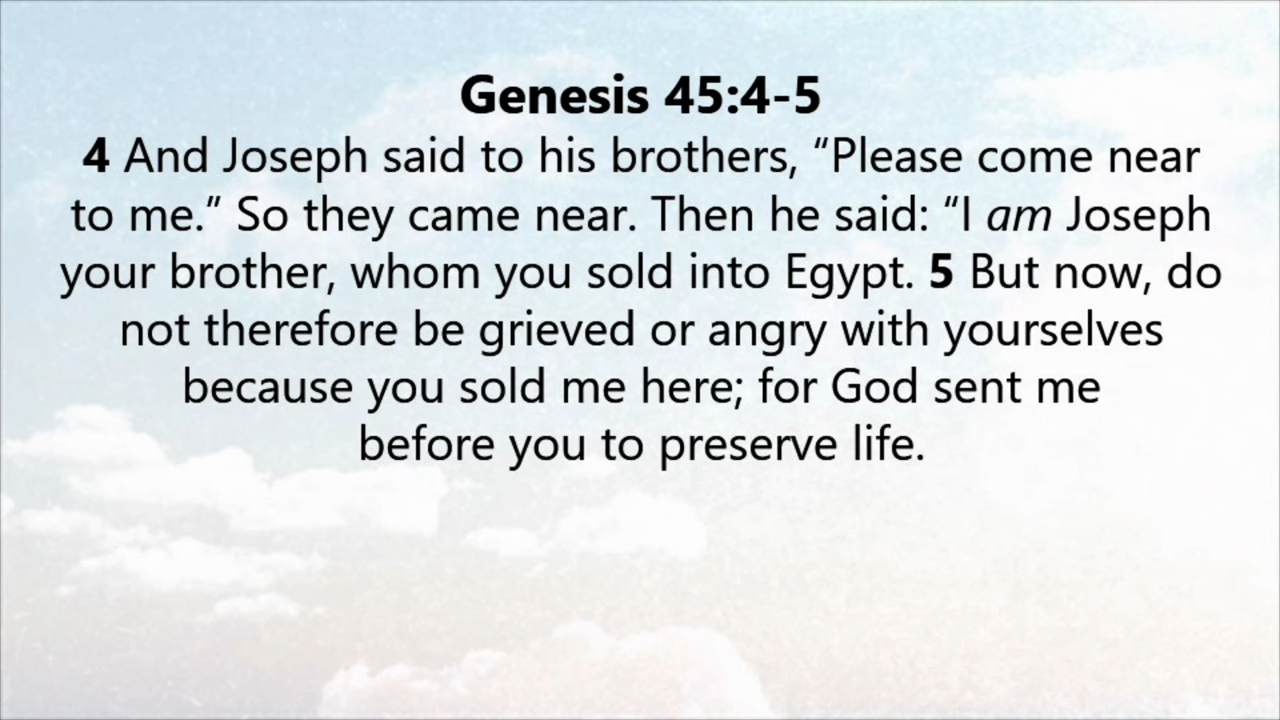 Genesis 45:4-5
4 And Joseph said to his brothers, “Please come near
to me.” So they came near. Then he said: “I am Joseph
your brother, whom you sold into Egypt. 5 But now, do
not therefore be grieved or angry with yourselves
because you sold me here; for God sent me
before you to preserve life.